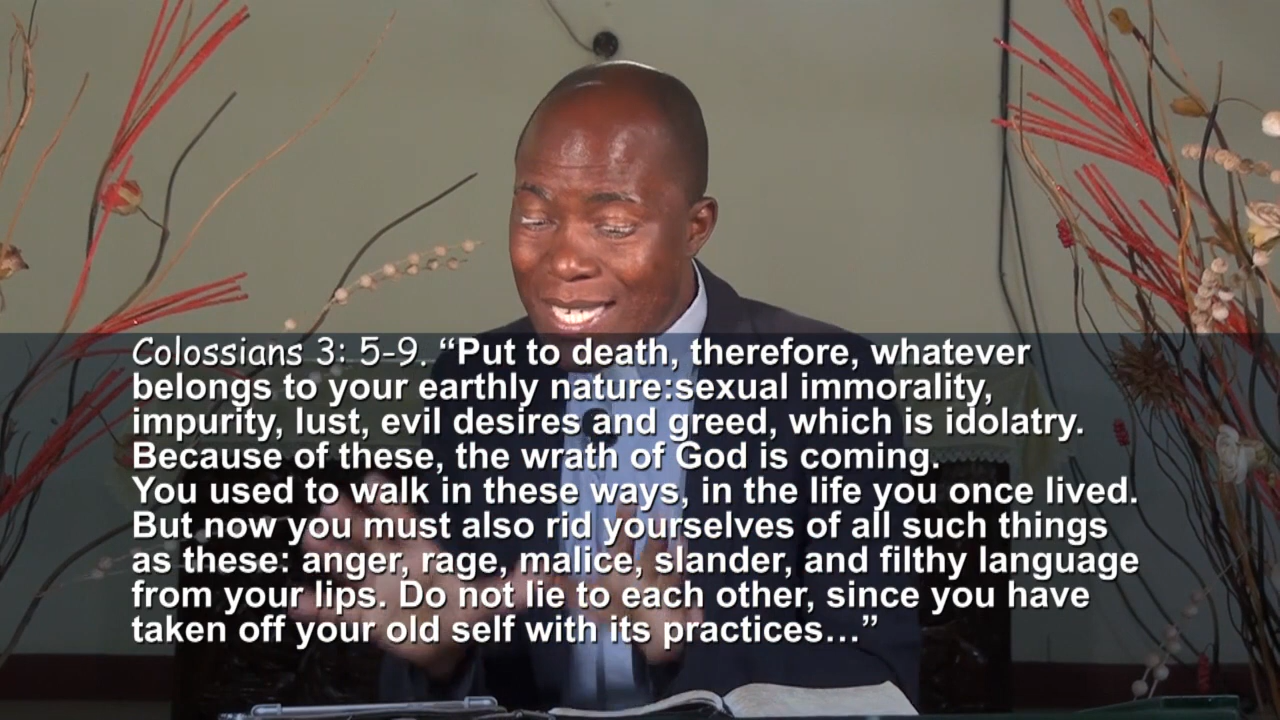 Colossians 3: 5-9. “Put to death, therefore, whatever
belongs to your earthly nature:sexual immorality,
impurity, lust, evil desires and greed, which is idolatry.
Because of these, the wrath of God is coming.
You used to walk in these ways, in the life you once lived.
But now you must also rid yourselves of all such things
as these: anger, rage, malice, slander, and filthy language
from your lips. Do not lie to each other, since you have
taken off your old self with its practices…”